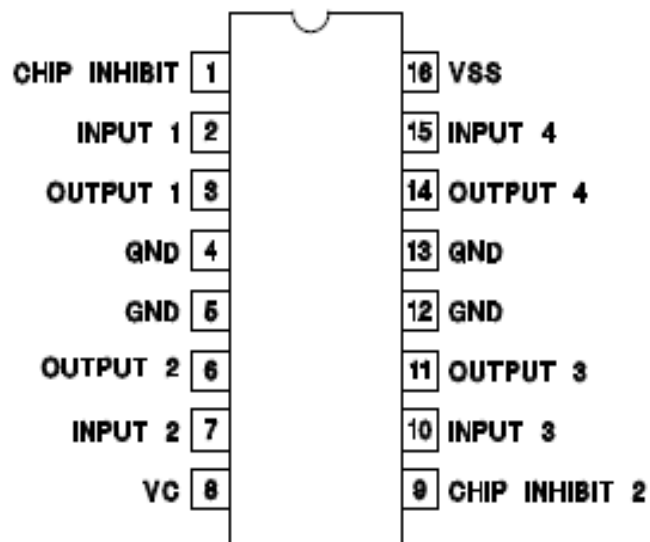 CHIP INHIBIT 1
INPUT 1 2
OUTPUT 1 3
GND 4
GND 5
OUTPUT 2 6
INPUT 2 7
VC 8
16 VSS
15 INPUT 4
14 OUTPUT 4
13 GND
12 GND
11 OUTPUT 3
10 INPUT 3
9 CHIP INHIBIT 2